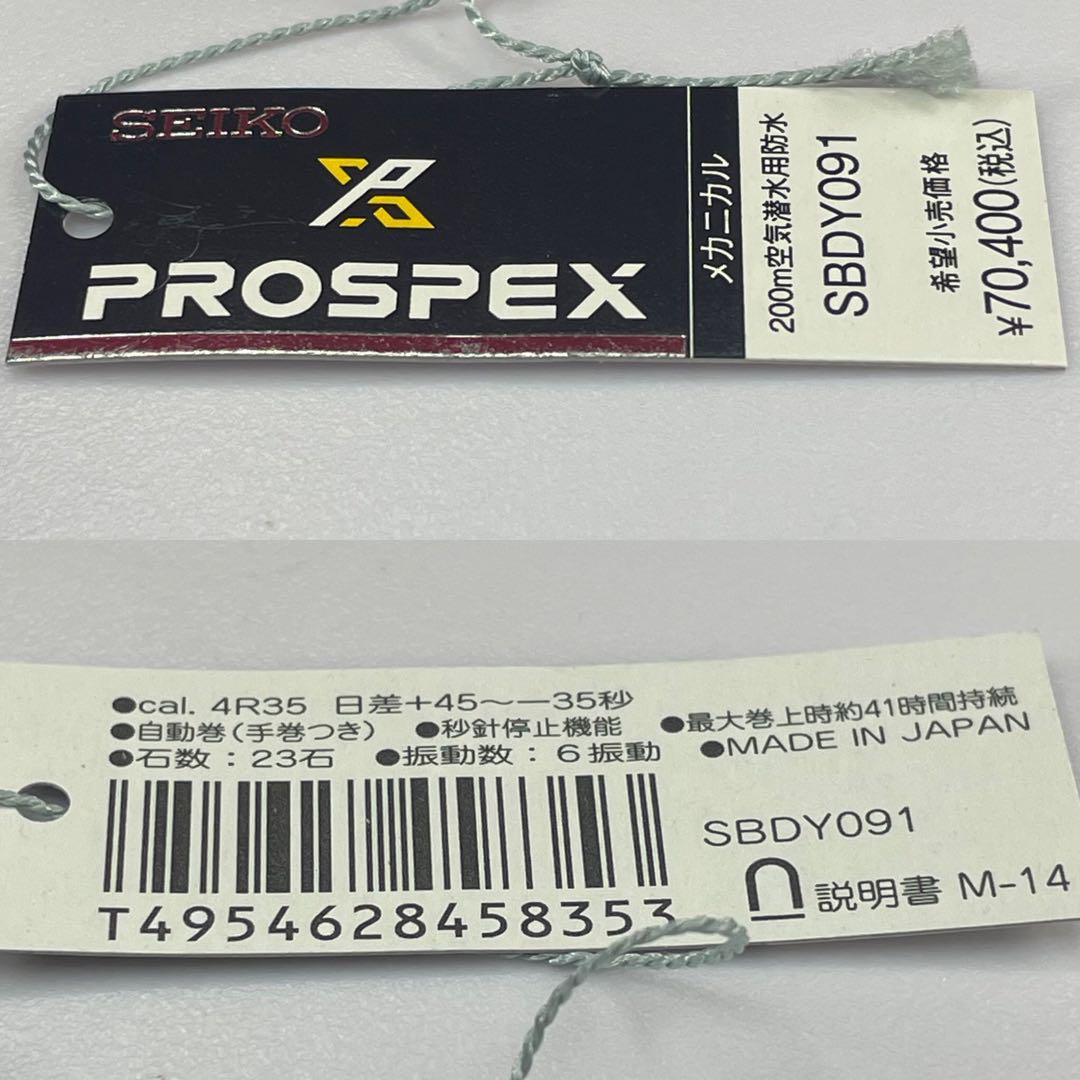 SEIKO
PROSPEX
メカニカル
200m空気潜水用防水
SBDY091
希望小売価格
¥70,400(税込)
●cal. 4R35 日差+45〜−35秒
●自動巻(手巻つき) ●秒針停止機能
●最大巻上時約41時間持続
●石数:23石 ●振動数:6振動
●MADE IN JAPAN
T4954628458353
SBDY091
説明書 M-14